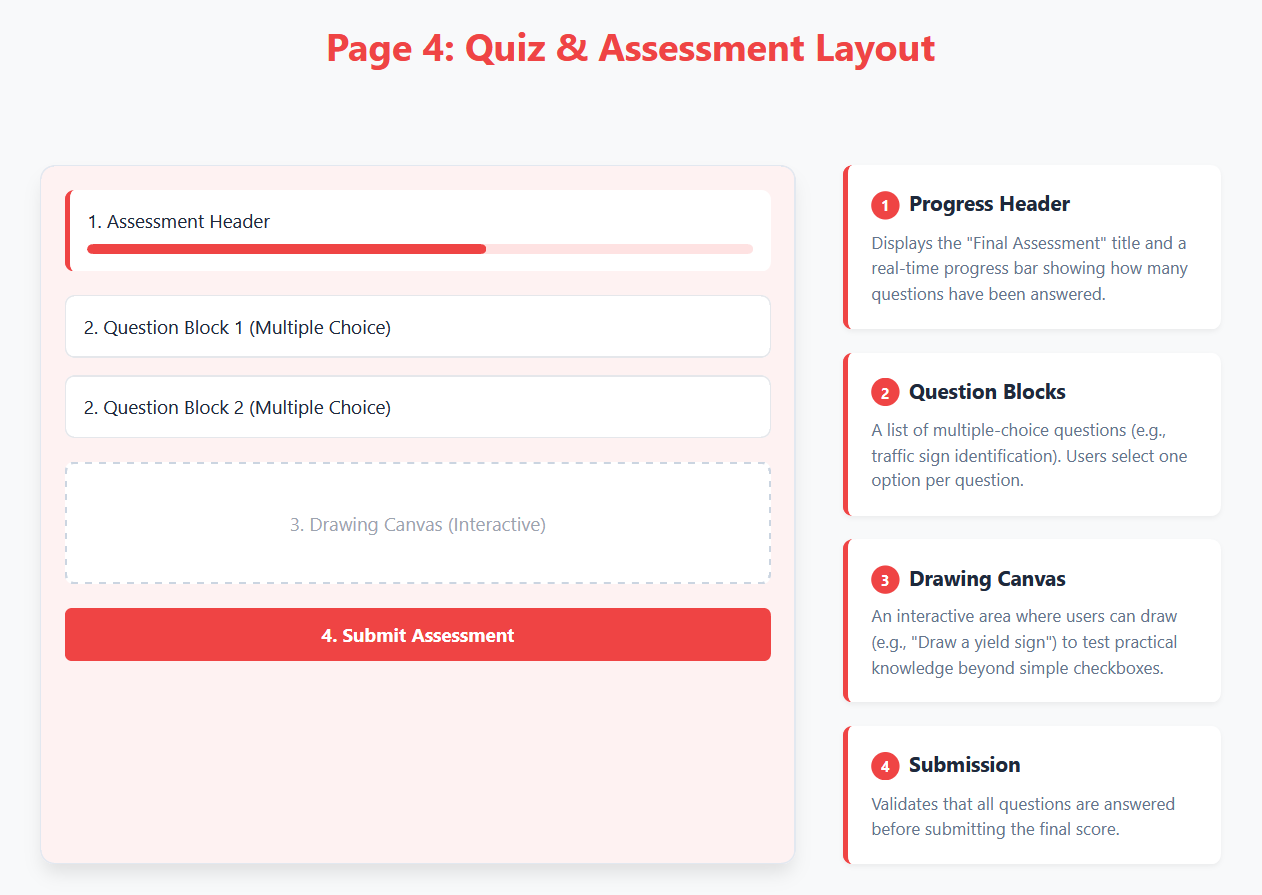 Page 4: Quiz & Assessment Layout
1. Assessment Header
2. Question Block 1 (Multiple Choice)
2. Question Block 2 (Multiple Choice)
3. Drawing Canvas (Interactive)
4. Submit Assessment
1 Progress Header
Displays the "Final Assessment" title and a
real-time progress bar showing how many
questions have been answered.
2 Question Blocks
A list of multiple-choice questions (e.g.,
traffic sign identification). Users select one
option per question.
3 Drawing Canvas
An interactive area where users can draw
(e.g., "Draw a yield sign") to test practical
knowledge beyond simple checkboxes.
4 Submission
Validates that all questions are answered
before submitting the final score.